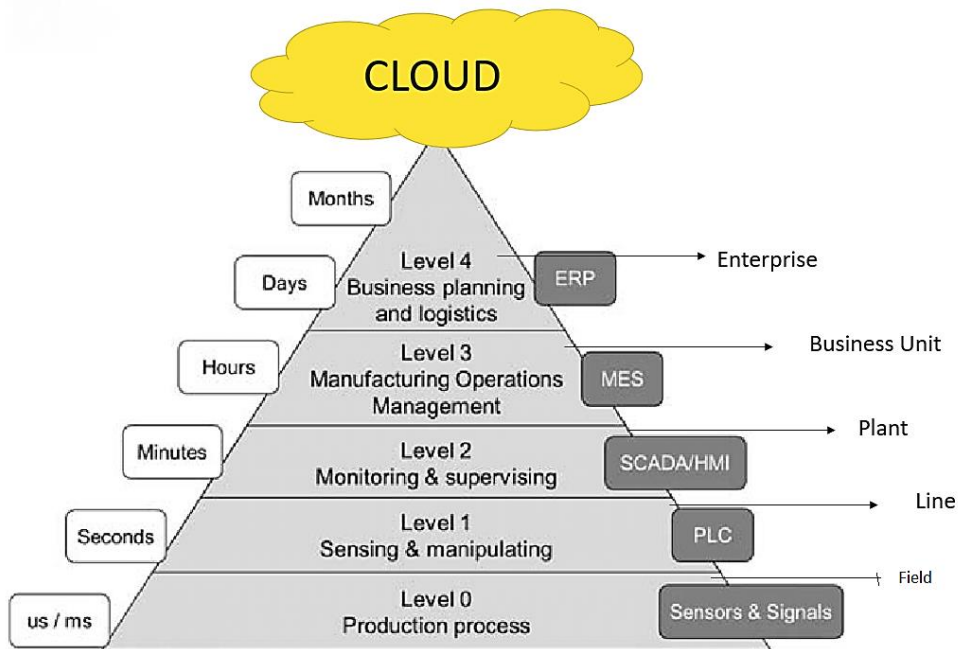 CLOUD
Months
Level 4
Business planning
and logistics
Days
ERP
Enterprise
Level 3
Manufacturing Operations
Management
Hours
MES
Business Unit
Level 2
Monitoring & supervising
Minutes
SCADA/HMI
Plant
Level 1
Sensing & manipulating
Seconds
PLC
Line
Level 0
Production process
us / ms
Sensors & Signals
Field